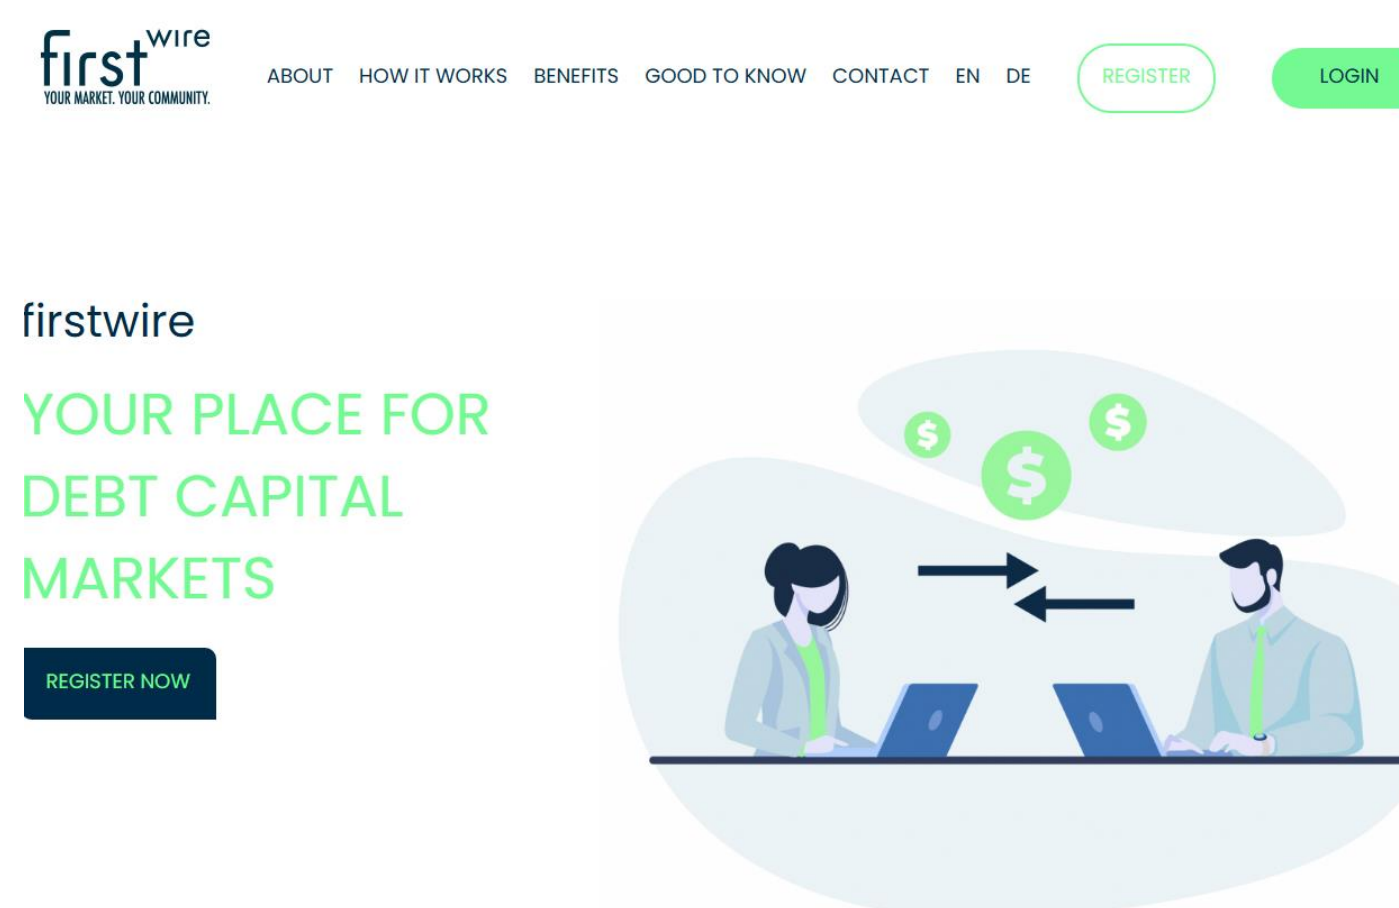 first wire
YOUR MARKET. YOUR COMMUNITY.
ABOUT HOW IT WORKS BENEFITS GOOD TO KNOW CONTACT EN DE REGISTER LOGIN
firstwire
YOUR PLACE FOR
DEBT CAPITAL
MARKETS
REGISTER NOW
$ $ $